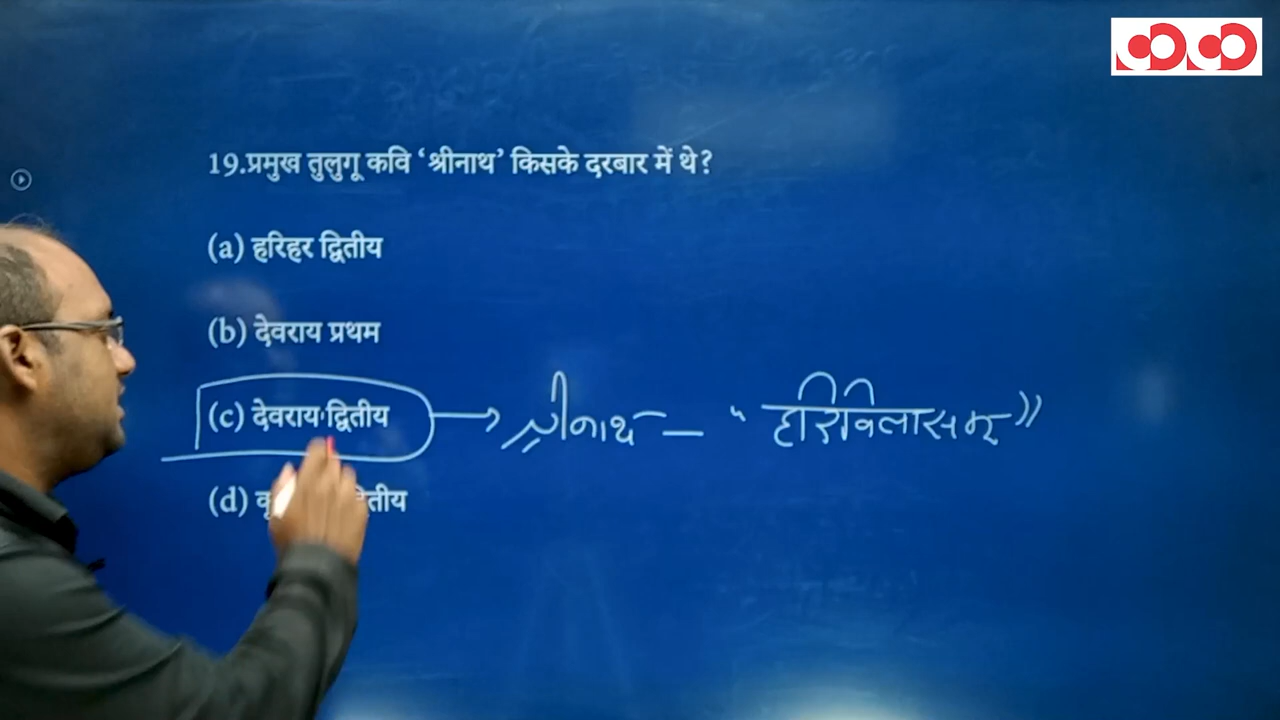 19.प्रमुख तुलुगू कवि ‘श्रीनाथ’ किसके दरबार में थे?
(a) हरिहर द्वितीय
(b) देवराय प्रथम
(c) देवराय द्वितीय → श्रीनाथ — "हरिविलासम्"
(d)